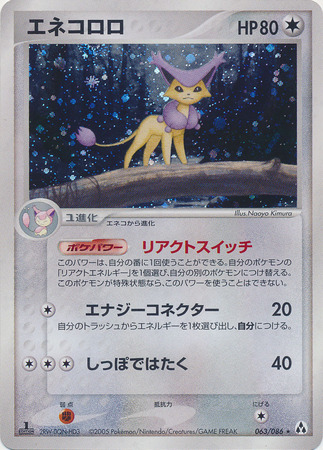 エネコロロ HP80
Illus.Naoyo Kimura
1進化 エネコから進化
ポケパワー リアクトスイッチ
このパワーは、自分の番に1回使うことができる。自分のポケモンの
「リアクトエネルギー」を1個選び、自分の別のポケモンにつけ替える。
このポケモンが特殊状態なら、このパワーは使えない。
エナジーコネクター 20
自分のトラッシュからエネルギーを1枚選び出し、自分につける。
しっぽではたく 40
弱点 抵抗力 にげる
1 EDITION 2RW-DQN-HD3 ©2005 Pokémon/Nintendo/Creatures/GAME FREAK 063/086 ★